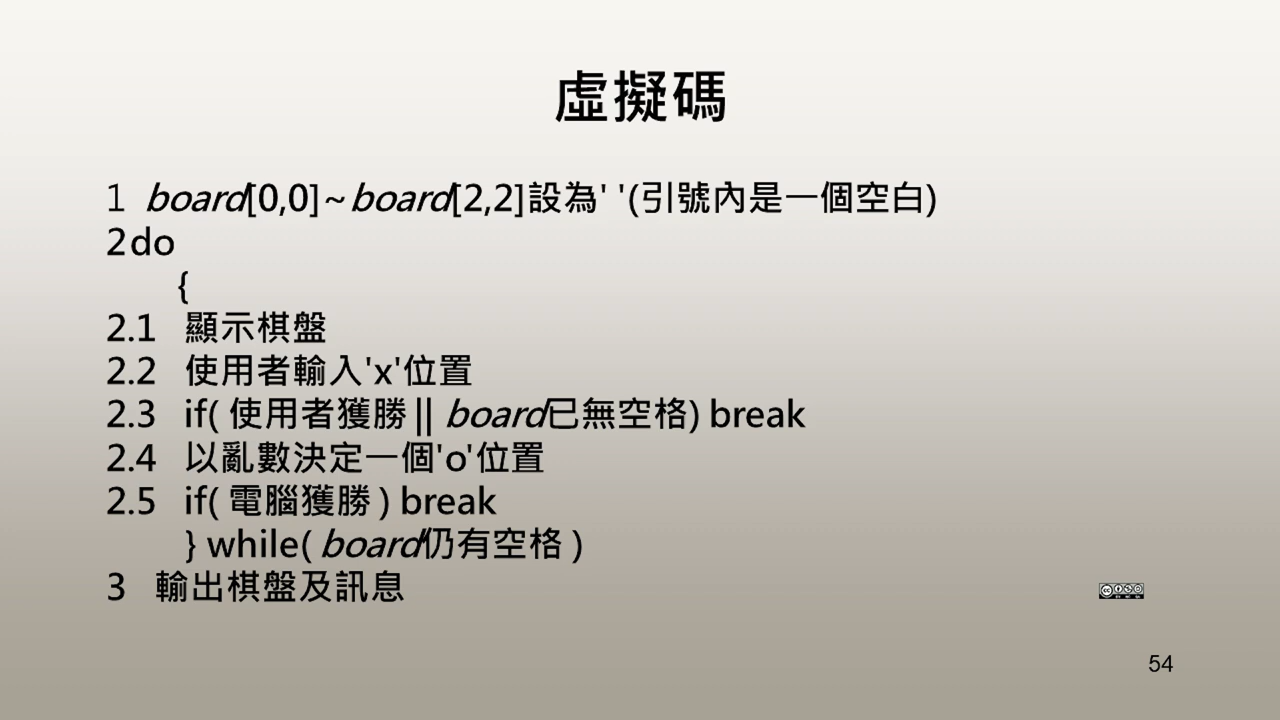 虛擬碼
1 board[0,0]~board[2,2]設為' '(引號內是一個空白)
2 do
{
2.1 顯示棋盤
2.2 使用者輸入'x'位置
2.3 if( 使用者獲勝 || board已無空格) break
2.4 以亂數決定一個'o'位置
2.5 if( 電腦獲勝 ) break
} while( board仍有空格 )
3 輸出棋盤及訊息
54